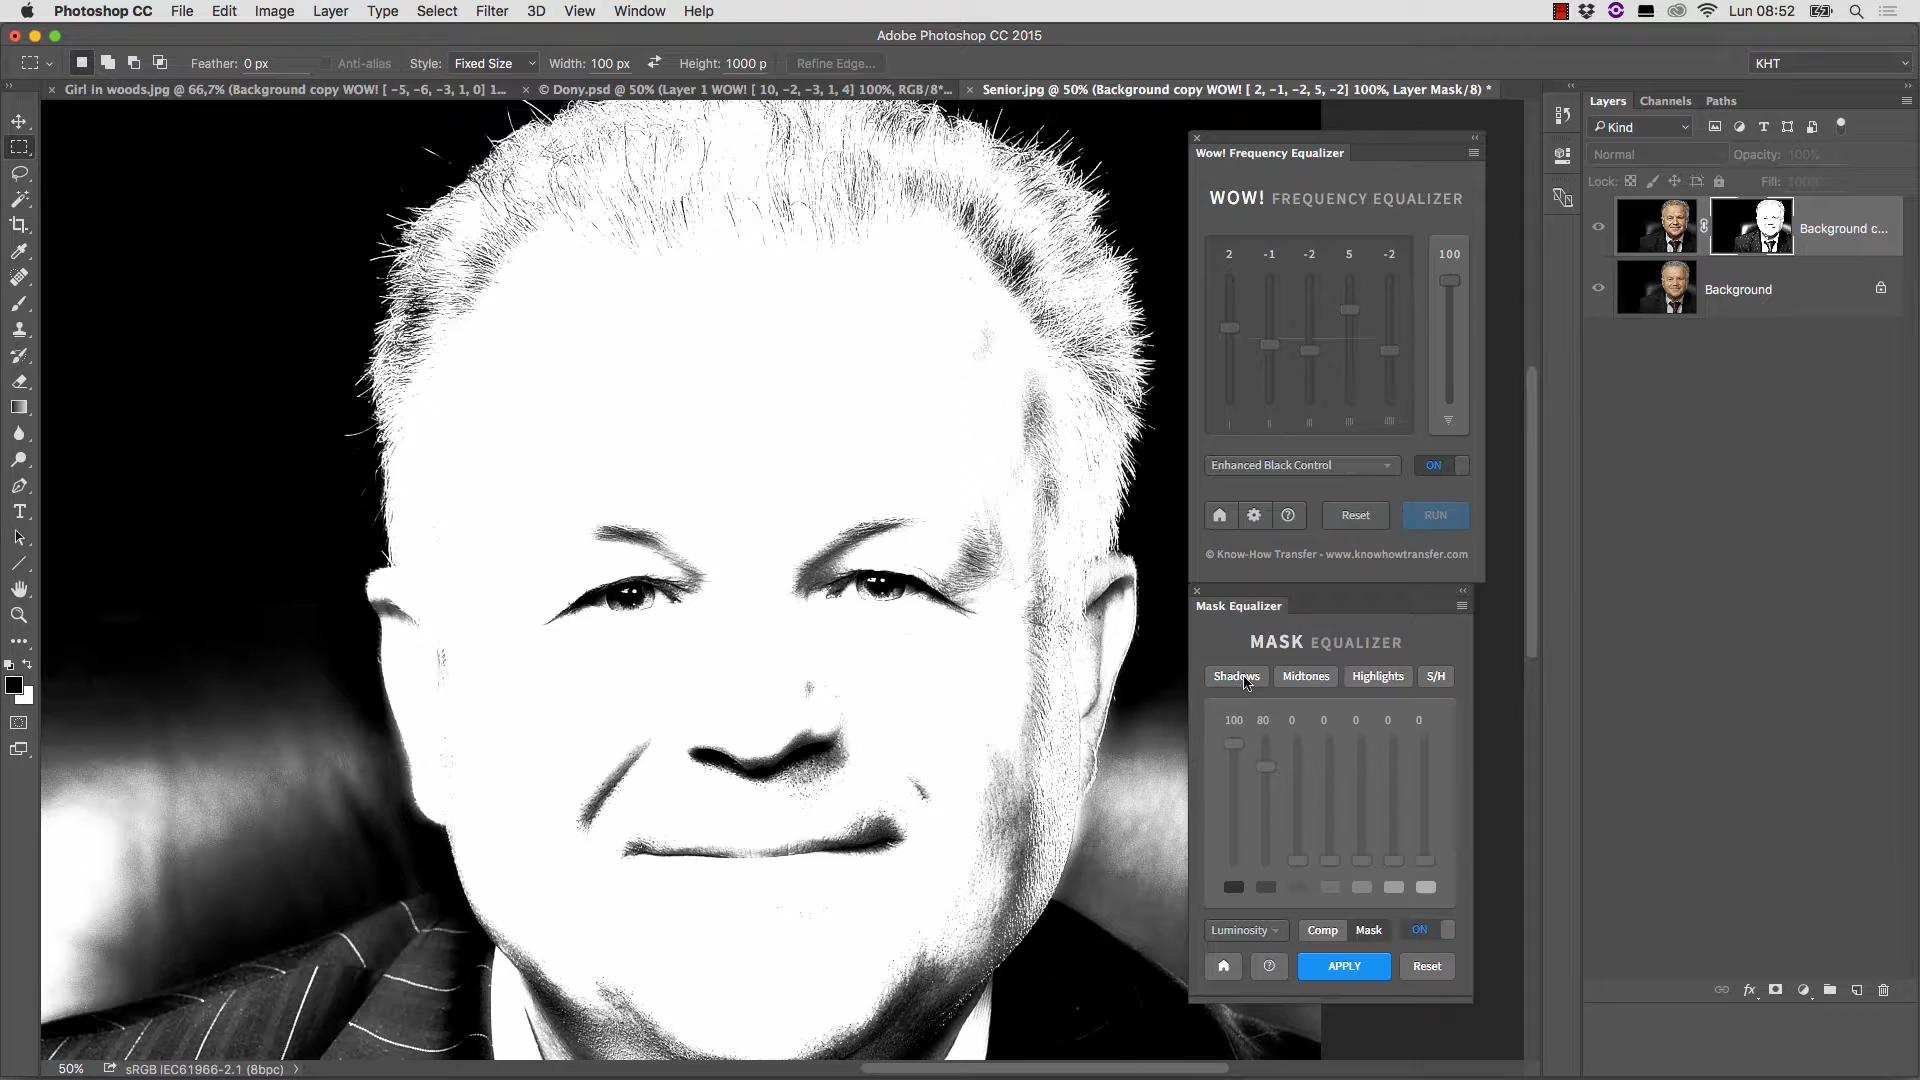 Photoshop CC File Edit Image Layer Type Select Filter 3D View Window Help Lun 08:52
Adobe Photoshop CC 2015
Feather: 0 px Anti-alias Style: Fixed Size Width: 100 px Height: 1000 p Refine Edge... KHT
Girl in woods.jpg @ 66,7% (Background copy WOW! [ -5, -6, -3, 1, 0] 1... © Dony.psd @ 50% (Layer 1 WOW! [ 10, -2, -3, 1, 4] 100%, RGB/8*... Senior.jpg @ 50% (Background copy WOW! [ 2, -1, -2, 5, -2] 100%, Layer Mask/8) *
Layers Channels Paths
Kind
Normal Opacity: 100%
Lock: Fill: 100%
Background c...
Background
Wow! Frequency Equalizer
WOW! FREQUENCY EQUALIZER
2 -1 -2 5 -2 100
Enhanced Black Control ON
Reset RUN
© Know-How Transfer - www.knowhowtransfer.com
Mask Equalizer
MASK EQUALIZER
Shadows Midtones Highlights S/H
100 80 0 0 0 0 0
Luminosity Comp Mask ON
APPLY Reset
fx
50% sRGB IEC61966-2.1 (8bpc)